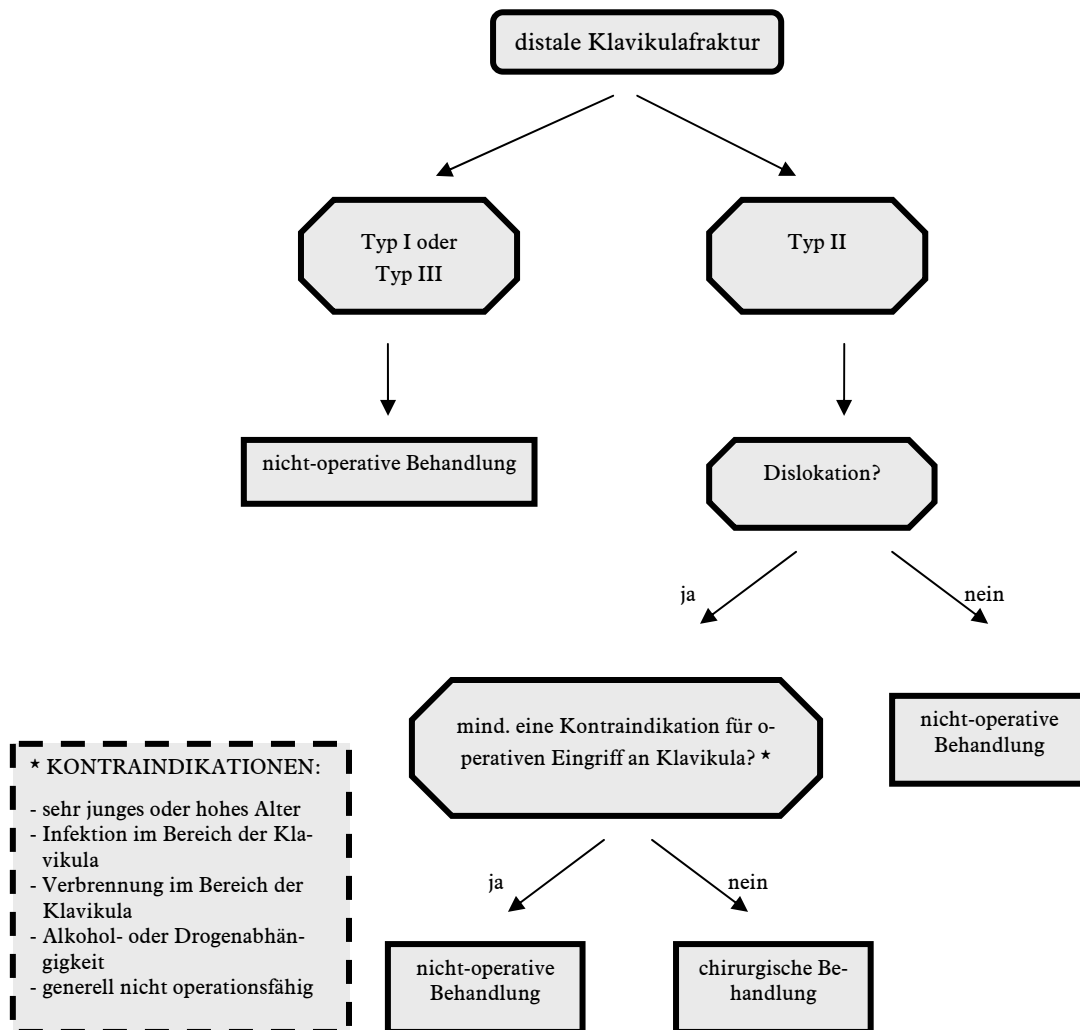 distale Klavikulafraktur
Typ I oder
Typ III
Typ II
nicht-operative Behandlung
Dislokation?
ja
nein
mind. eine Kontraindikation für o-
perativen Eingriff an Klavikula? *
nicht-operative
Behandlung
* KONTRAINDIKATIONEN:
- sehr junges oder hohes Alter
- Infektion im Bereich der Kla-
vikula
- Verbrennung im Bereich der
Klavikula
- Alkohol- oder Drogenabhän-
gigkeit
- generell nicht operationsfähig
ja
nein
nicht-operative
Behandlung
chirurgische Be-
handlung